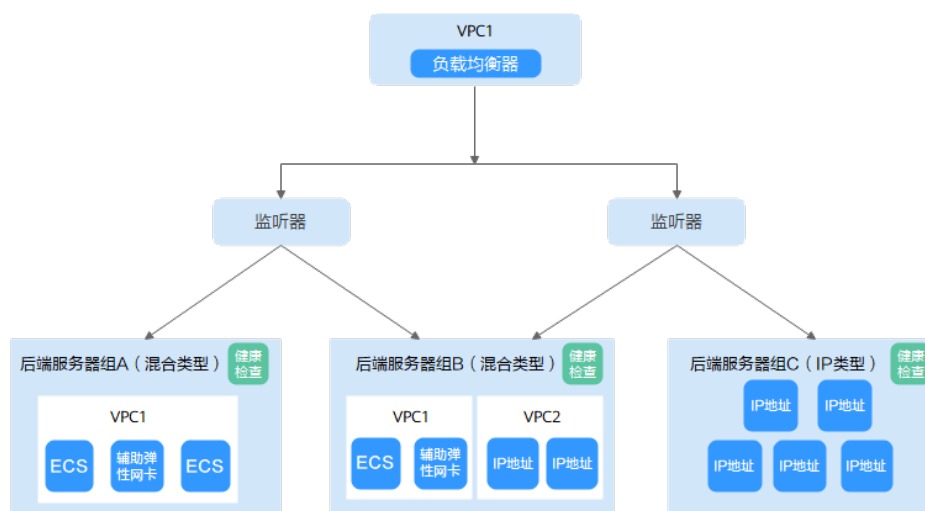 VPC1
负载均衡器
监听器
监听器
后端服务器组A（混合类型）
健康
检查
VPC1
ECS
辅助弹
性网卡
ECS
后端服务器组B（混合类型）
健康
检查
VPC1
ECS
辅助弹
性网卡
VPC2
IP地址
IP地址
后端服务器组C（IP类型）
健康
检查
IP地址
IP地址
IP地址
IP地址
IP地址